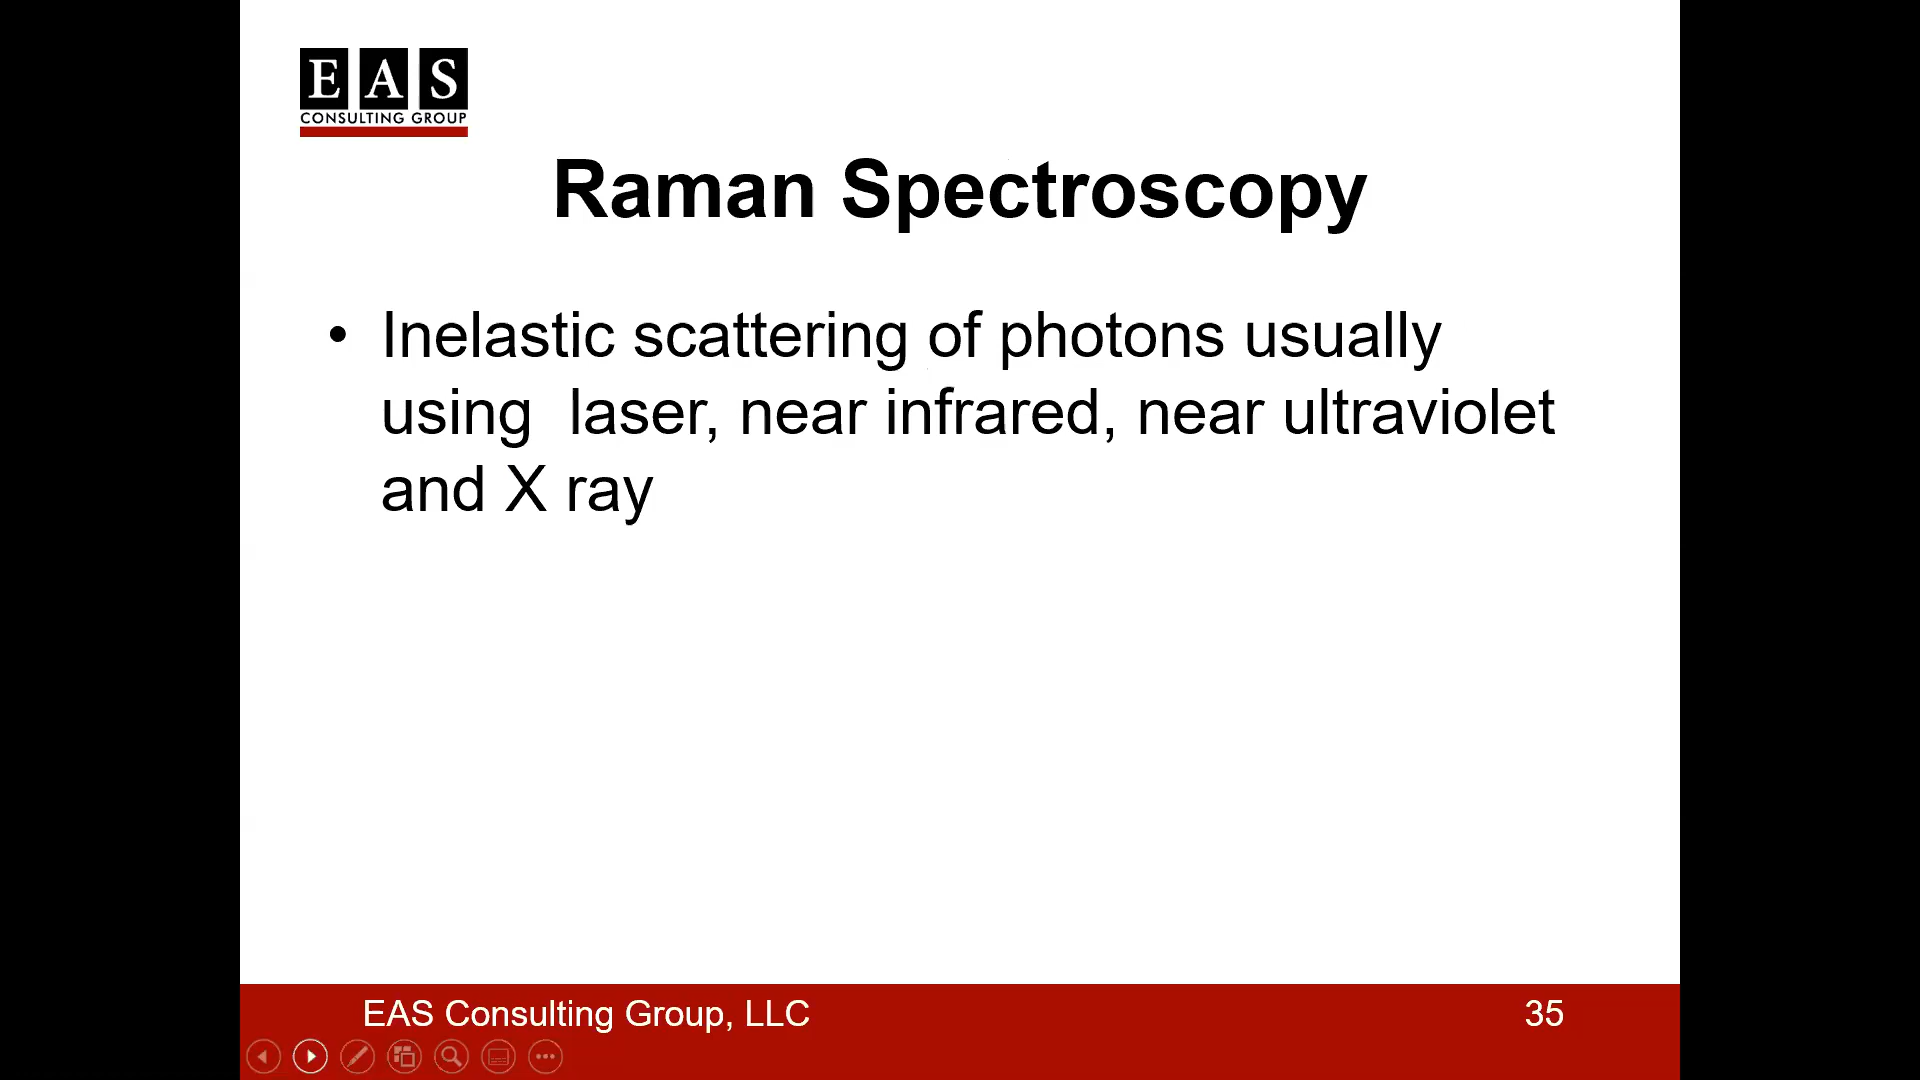 EAS
CONSULTING GROUP
Raman Spectroscopy
• Inelastic scattering of photons usually
using  laser, near infrared, near ultraviolet
and X ray
EAS Consulting Group, LLC
35